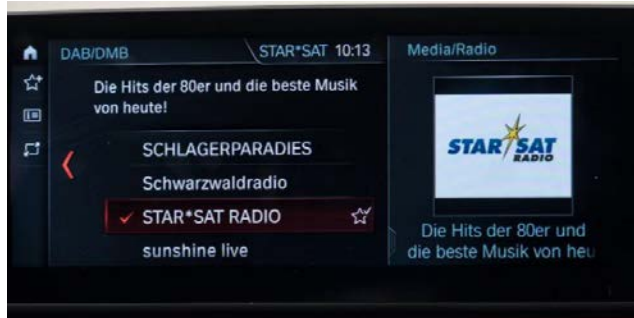 DAB/DMB
STAR*SAT 10:13
Die Hits der 80er und die beste Musik
von heute!
SCHLAGERPARADIES
Schwarzwaldradio
STAR*SAT RADIO
sunshine live
Media/Radio
STAR SAT
RADIO
Die Hits der 80er und
die beste Musik von heu